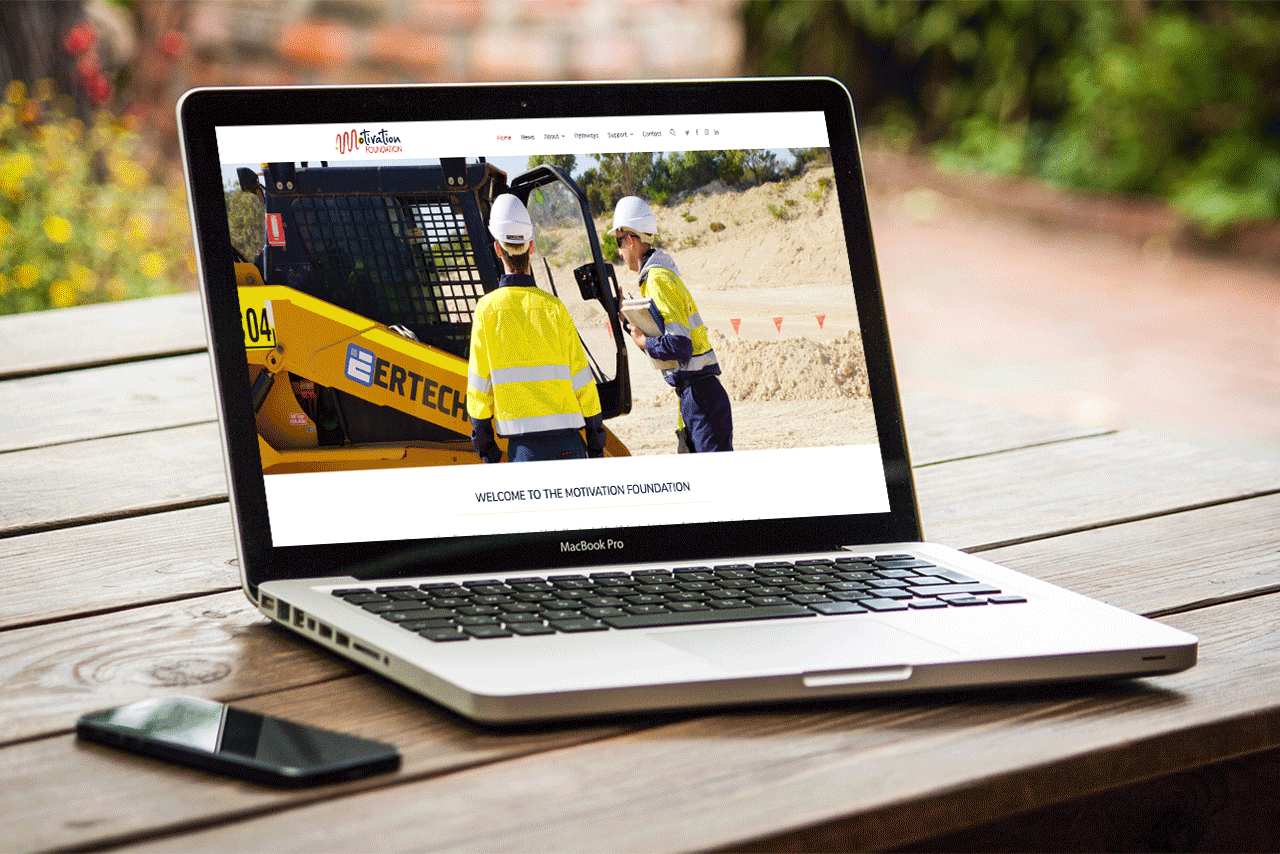 Motivation
FOUNDATION
Home News About Pathways Support Contact
04
ERTECH
WELCOME TO THE MOTIVATION FOUNDATION
MacBook Pro